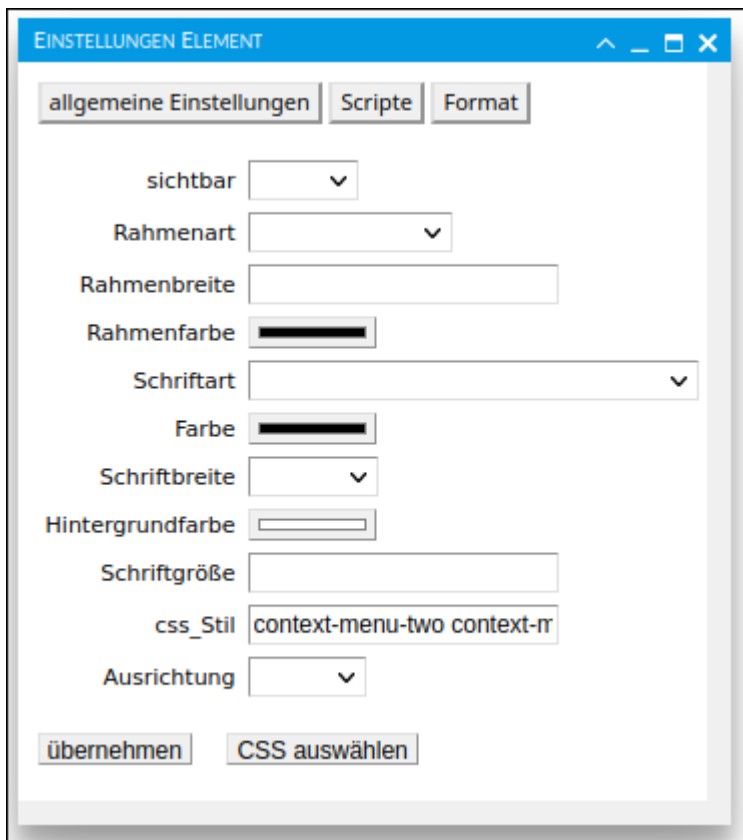 Einstellungen Element
allgemeine Einstellungen Scripte Format
sichtbar
Rahmenart
Rahmenbreite
Rahmenfarbe
Schriftart
Farbe
Schriftbreite
Hintergrundfarbe
Schriftgröße
css_Stil context-menu-two context-m
Ausrichtung
übernehmen CSS auswählen